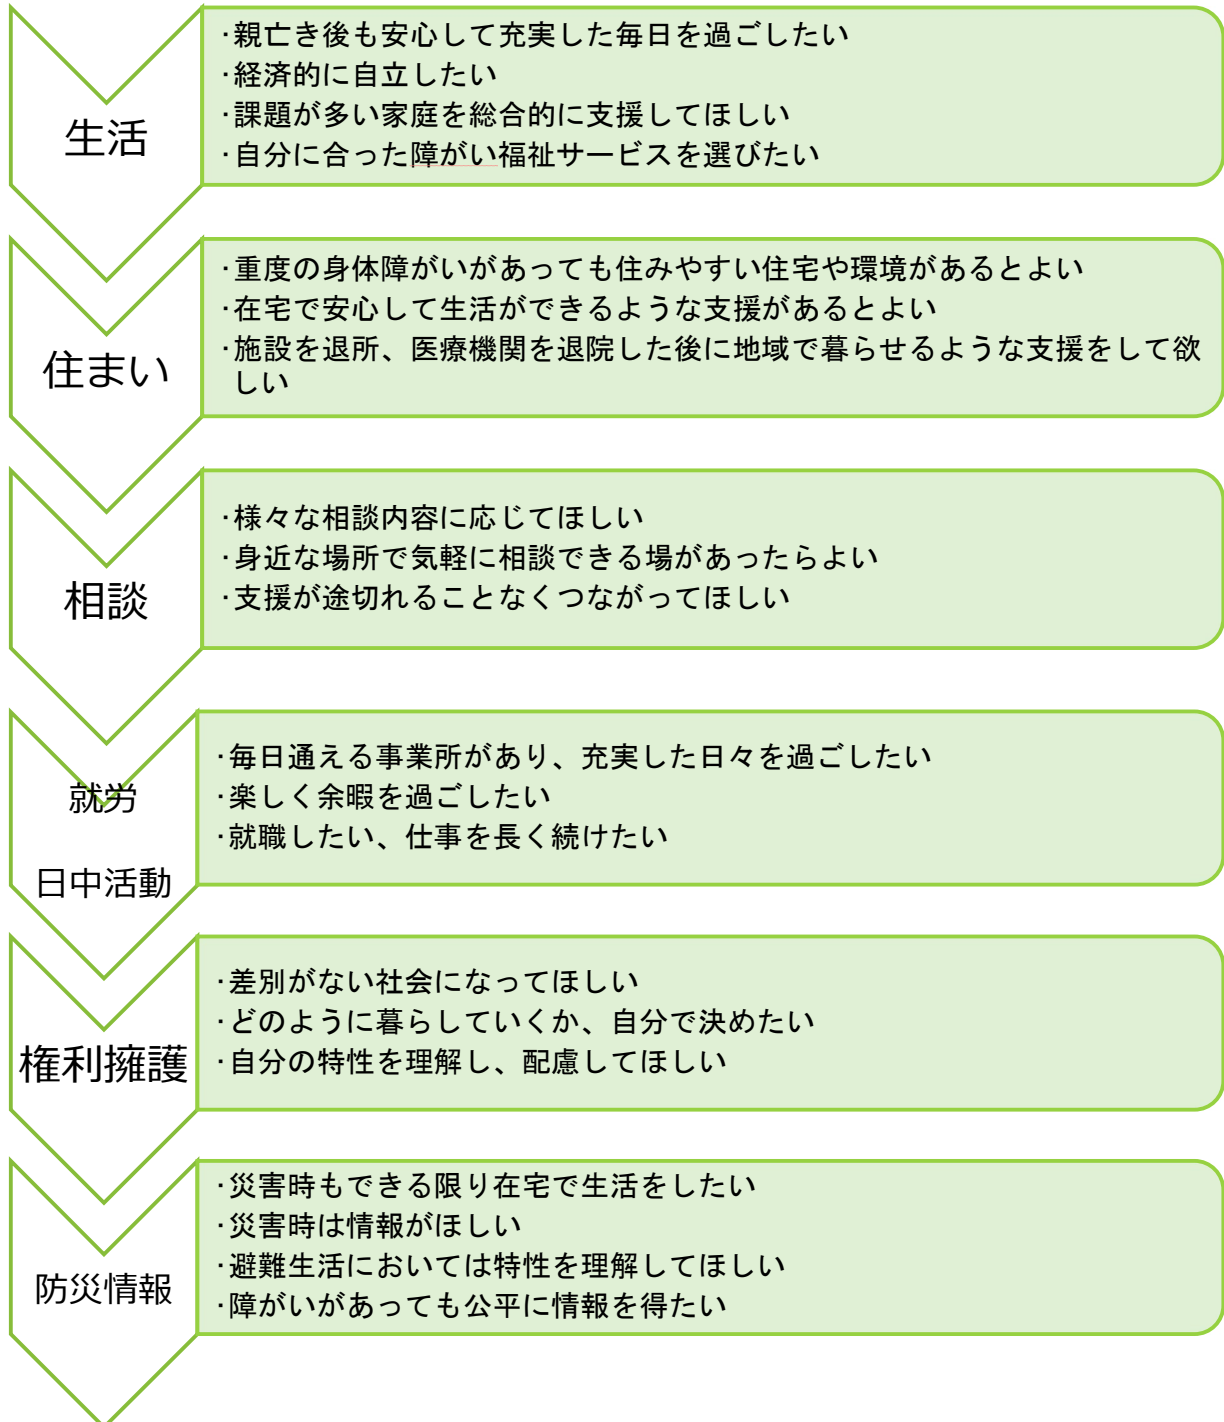 生活
·親亡き後も安心して充実した毎日を過ごしたい
·経済的に自立したい
·課題が多い家庭を総合的に支援してほしい
·自分に合った障がい福祉サービスを選びたい
住まい
·重度の身体障がいがあっても住みやすい住宅や環境があるとよい
·在宅で安心して生活ができるような支援があるとよい
·施設を退所、医療機関を退院した後に地域で暮らせるような支援をして欲
しい
相談
·様々な相談内容に応じてほしい
·身近な場所で気軽に相談できる場があったらよい
·支援が途切れることなくつながってほしい
就労
日中活動
·毎日通える事業所があり、充実した日々を過ごしたい
·楽しく余暇を過ごしたい
·就職したい、仕事を長く続けたい
権利擁護
·差別がない社会になってほしい
·どのように暮らしていくか、自分で決めたい
·自分の特性を理解し、配慮してほしい
防災情報
·災害時もできる限り在宅で生活をしたい
·災害時は情報がほしい
·避難生活においては特性を理解してほしい
·障がいがあっても公平に情報を得たい